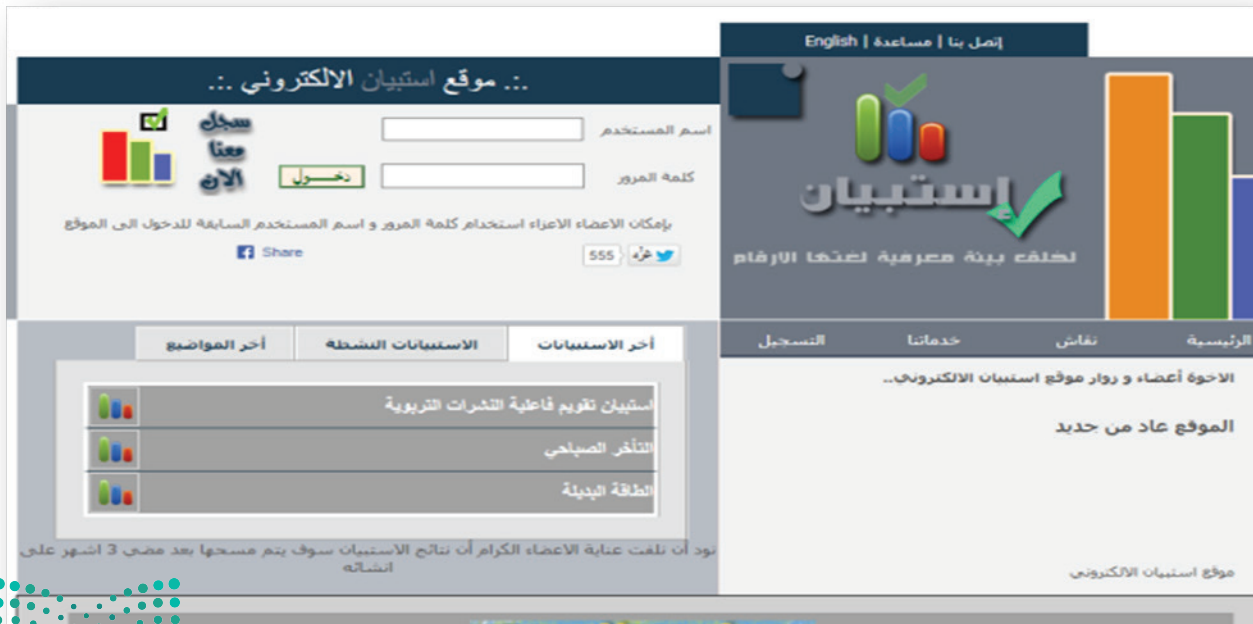 إتصل بنا | مساعدة | English
إستبيان
لخلق بيئة معرفية لغتها الارقام
.:. موقع استبيان الالكتروني .:.
اسم المستخدم
كلمة المرور
دخــــول
سجل
معنا
الان
بإمكان الاعضاء الاعزاء استخدام كلمة المرور و اسم المستخدم السابقة للدخول الى الموقع
غرّد 555
Share
الرئيسية نقاش خدماتنا التسجيل
الاخوة أعضاء و زوار موقع استبيان الالكتروني..
الموقع عاد من جديد
موقع استبيان الالكتروني
أخر الاستبيانات الاستبيانات النشطة أخر المواضيع
استبيان تقويم فاعلية النشرات التربوية
التأخر الصباحي
الطاقة البديلة
نود أن نلفت عناية الاعضاء الكرام أن نتائج الاستبيان سوف يتم مسحها بعد مضي 3 اشهر على
انشائه